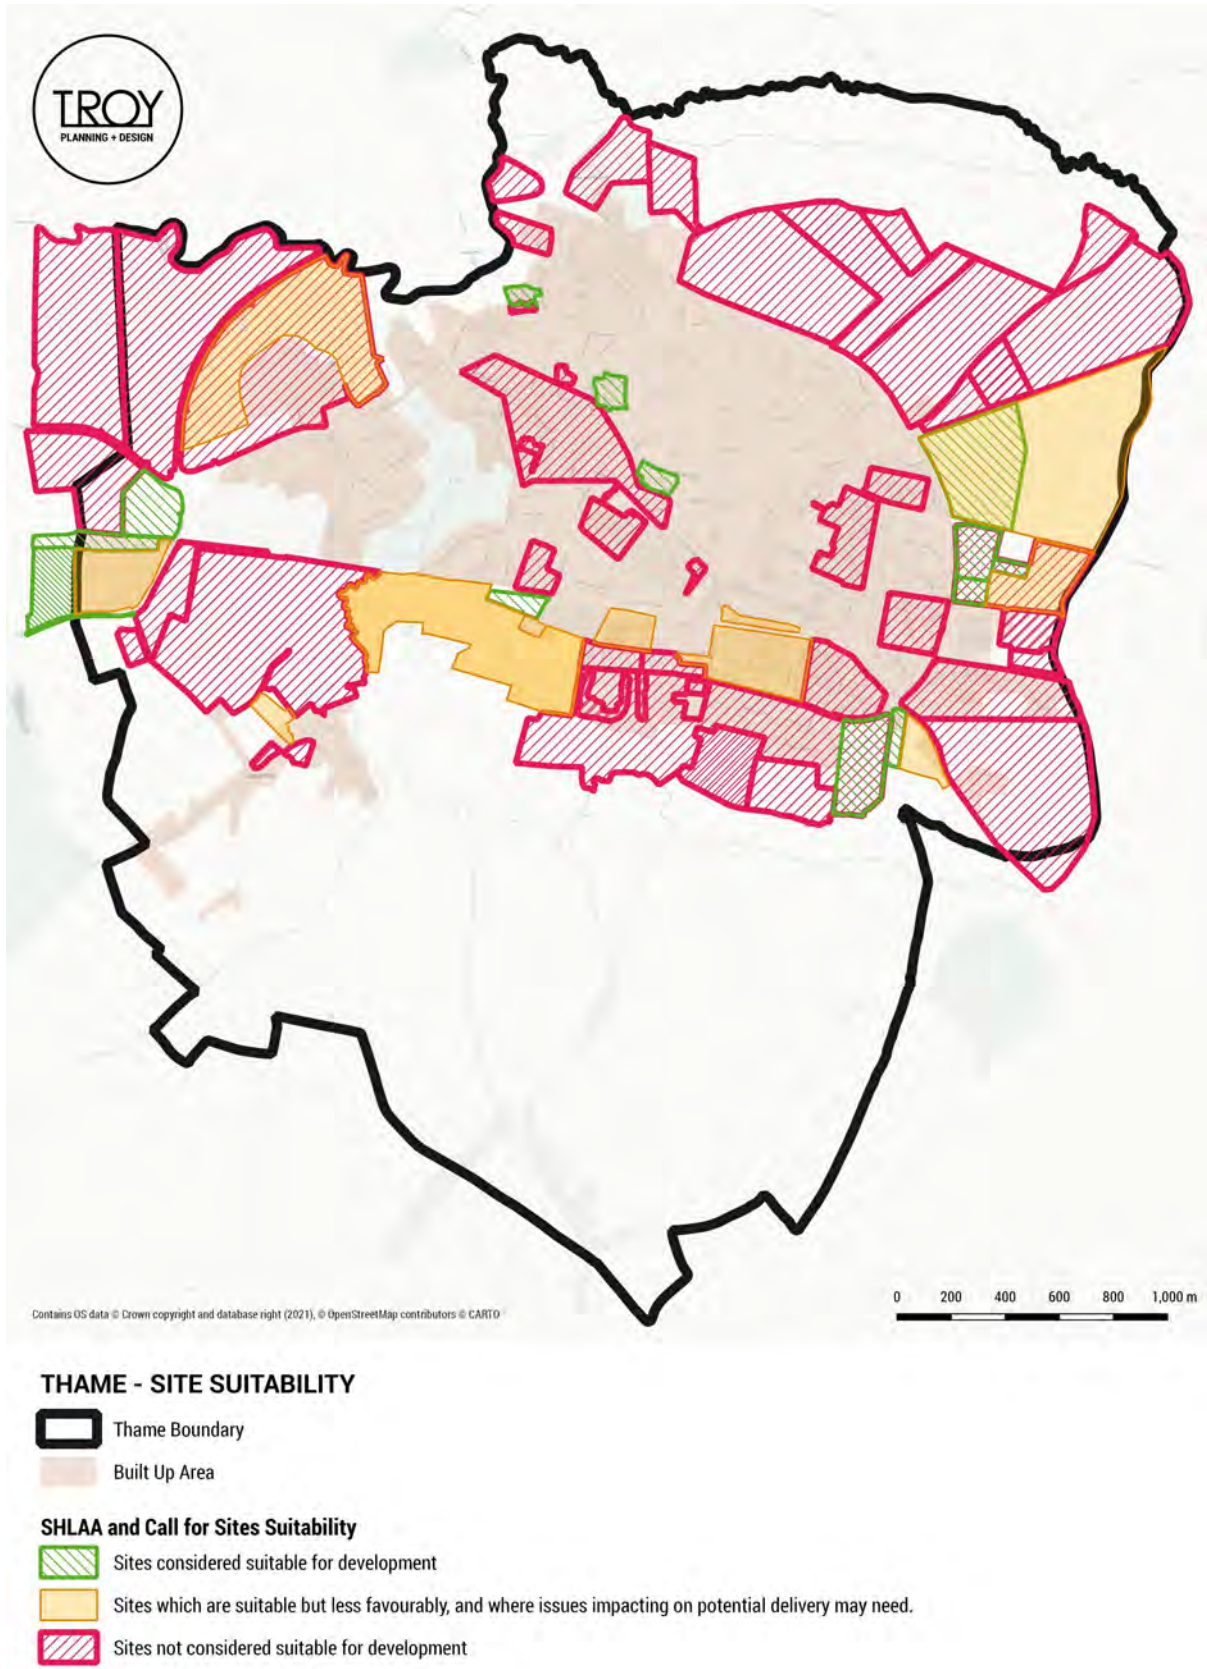 TROY
PLANNING + DESIGN
Contains OS data © Crown copyright and database right (2021), © OpenStreetMap contributors © CARTO
0 200 400 600 800 1,000 m
THAME - SITE SUITABILITY
Thame Boundary
Built Up Area
SHLAA and Call for Sites Suitability
Sites considered suitable for development
Sites which are suitable but less favourably, and where issues impacting on potential delivery may need.
Sites not considered suitable for development